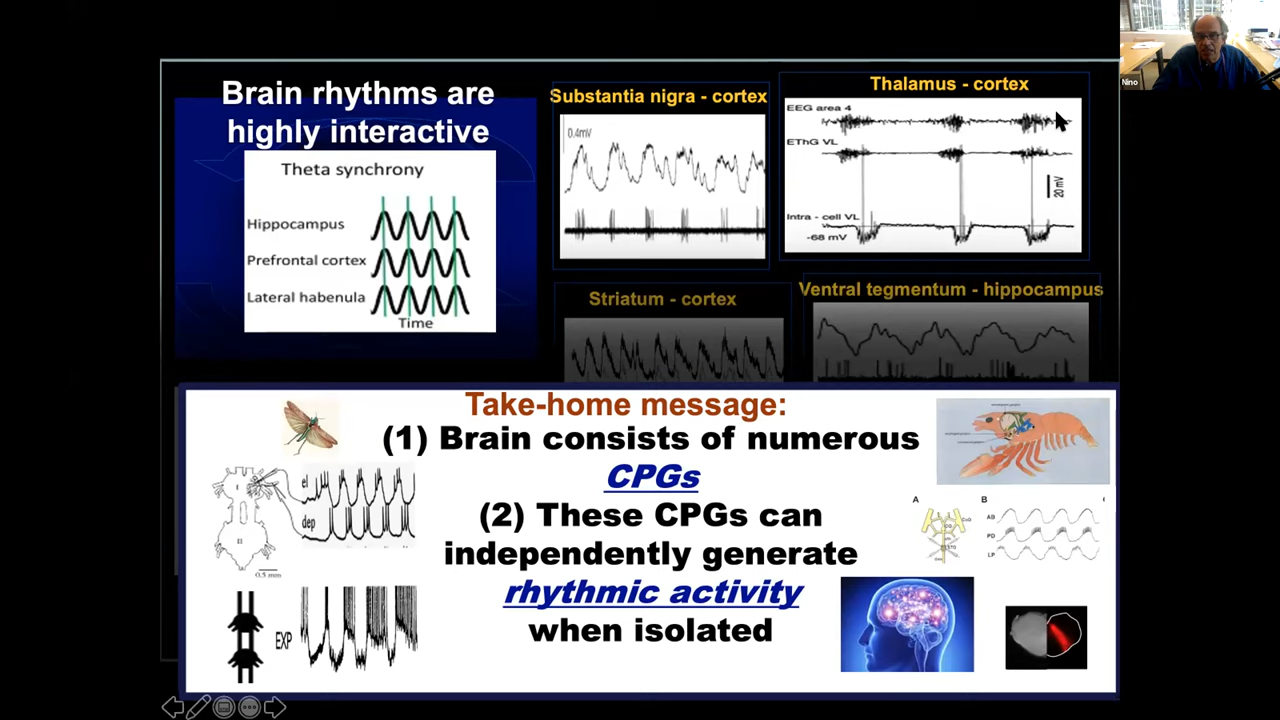 Nino
Brain rhythms are
highly interactive
Theta synchrony
Hippocampus
Prefrontal cortex
Lateral habenula
Time
Substantia nigra - cortex
0.4mV
Thalamus - cortex
EEG area 4
EThG VL
20 mV
Intra - cell VL
-68 mV
Striatum - cortex
Ventral tegmentum - hippocampus
Take-home message:
(1) Brain consists of numerous
CPGs
(2) These CPGs can
independently generate
rhythmic activity
when isolated
el
dep
0.5 mm
EXP
A
B
C
AB
PD
LP